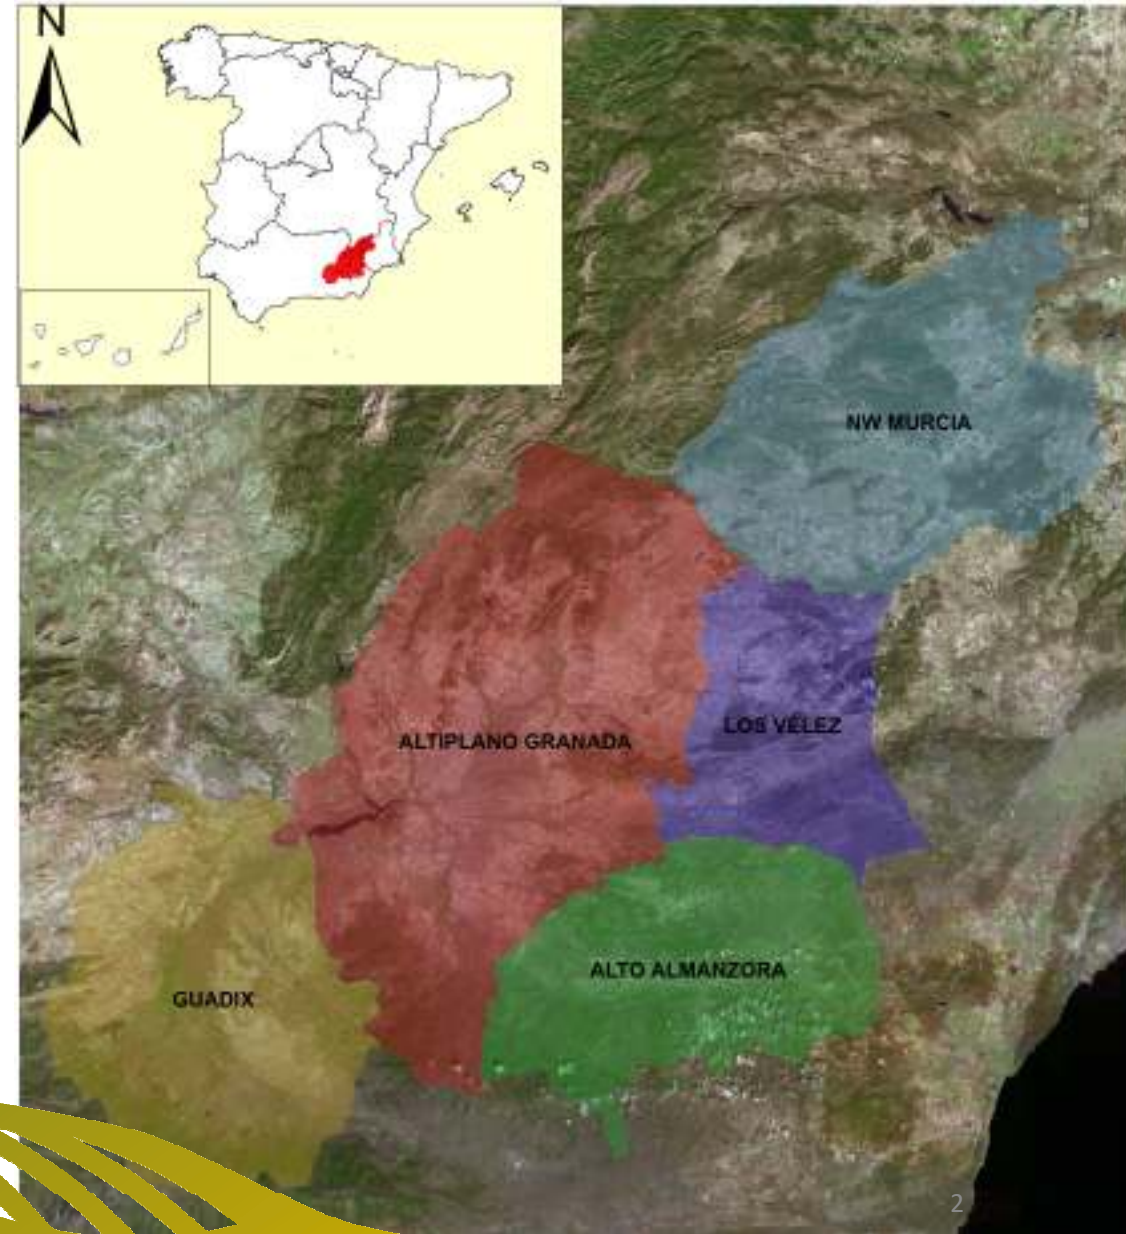 N
NW MURCIA
LOS VÉLEZ
ALTIPLANO GRANADA
ALTO ALMANZORA
GUADIX
2